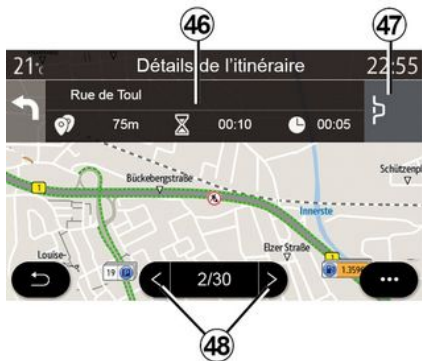 46
47
21°c Détails de l'itinéraire 22:55
Rue de Toul
75m 00:10 00:05
Schützenpl
1
Bückebergstraße
Innerste
Elzer Straße
1
Louise-
19 P
1.359
2/30
48